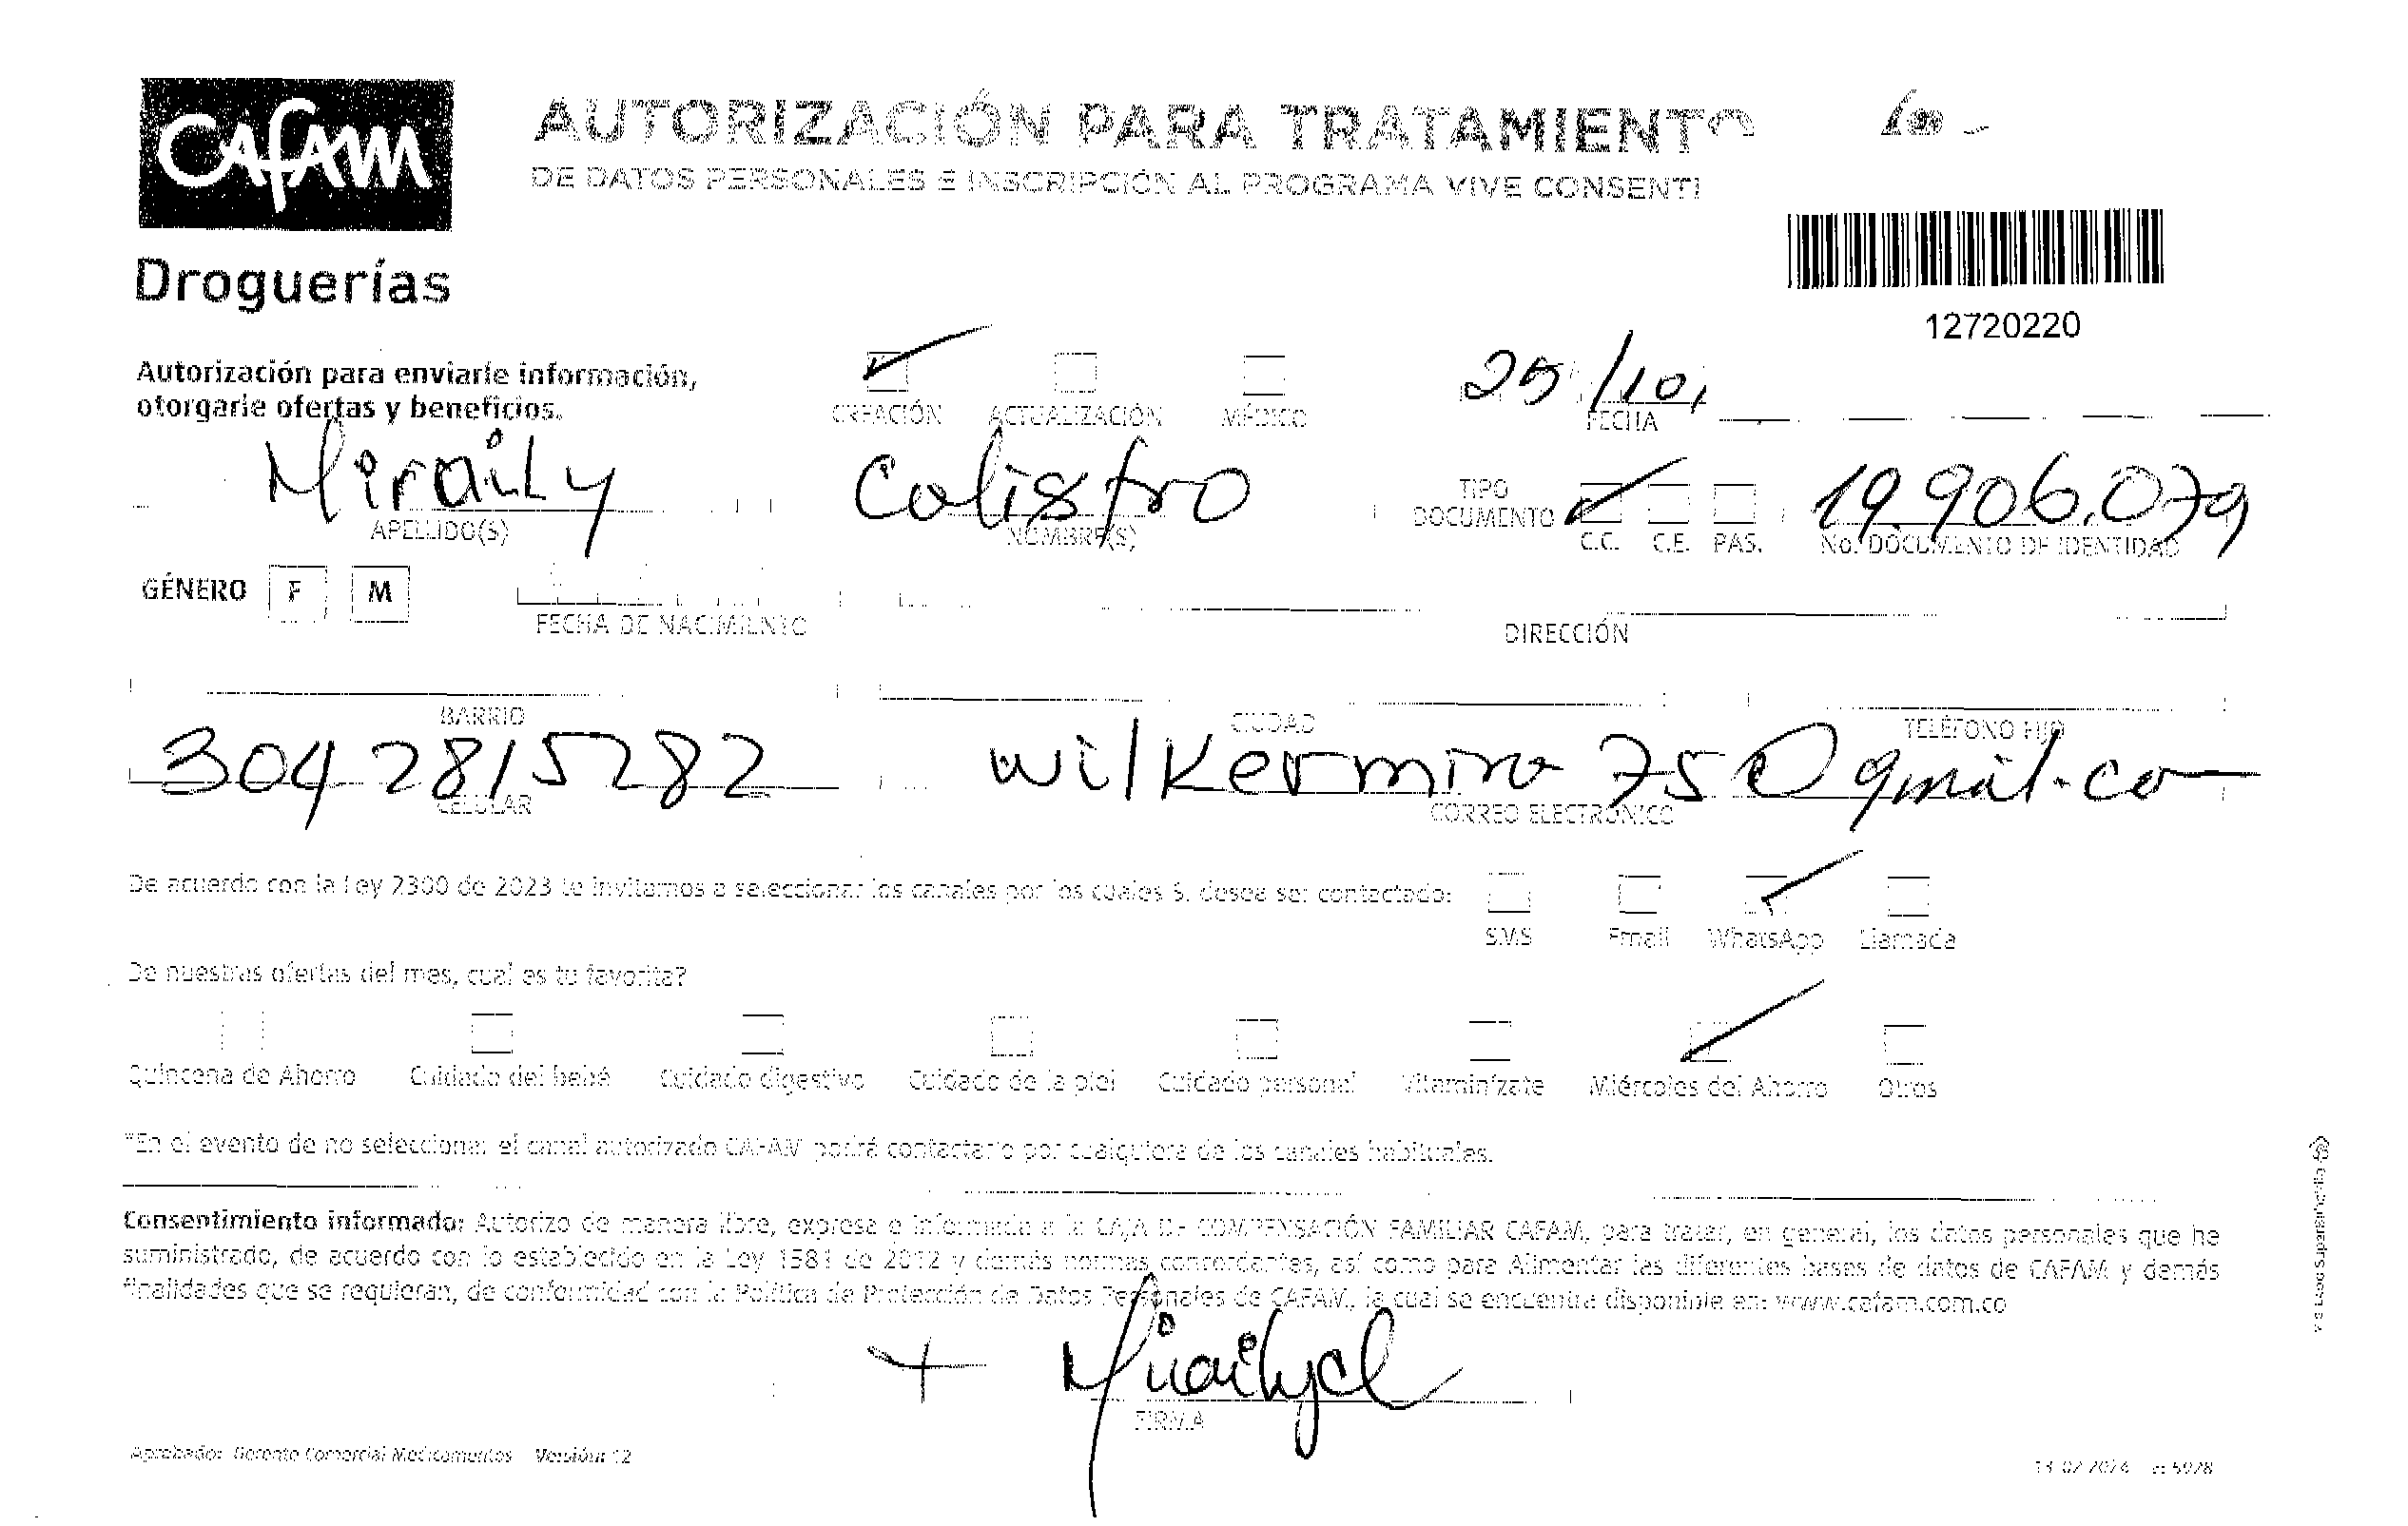 CAFAM
Droguerías
AUTORIZACIÓN PARA TRATAMIENTO
DE DATOS PERSONALES E INSCRIPCIÓN AL PROGRAMA VIVE CONSENTI
12720220
Autorización para enviarle información,
otorgarle ofertas y beneficios.
CREACIÓN ACTUALIZACIÓN MÉDICO
25/10,
FECHA
Miraily Calistro
APELLIDO(S) NOMBRE(S)
TIPO
DOCUMENTO
C.C. C.E. PAS.
19.906.079
No. DOCUMENTO DE IDENTIDAD
GÉNERO F M
FECHA DE NACIMIENTO DIRECCIÓN
BARRIO CIUDAD TELÉFONO FIJO
3042815282 wilkermira75@gmail.co
CELULAR CORREO ELECTRÓNICO
De acuerdo con la Ley 2300 de 2023 te invitamos a seleccionar los canales por los cuales S. desea ser contactado:
SMS Email WhatsApp Llamada
De nuestras ofertas del mes, cual es tu favorita?
Quincena de Ahorro Cuidado del bebé Cuidado digestivo Cuidado de la piel Cuidado personal Vitamínizate Miércoles del Ahorro Otros
*En el evento de no seleccionar el canal autorizado CAFAM podrá contactarlo por cualquiera de los canales habituales.
Consentimiento informado: Autorizo de manera libre, expresa e informada a la CAJA DE COMPENSACIÓN FAMILIAR CAFAM, para tratar, en general, los datos personales que he
suministrado, de acuerdo con lo establecido en la Ley 1581 de 2012 y demás normas concordantes, así como para Alimentar las diferentes bases de datos de CAFAM y demás
finalidades que se requieran, de conformidad con la Política de Protección de Datos Personales de CAFAM, la cual se encuentra disponible en: www.cafam.com.co
FIRMA
Aprobado: Gerente Comercial Medicamentos Versión: 12
VIGILADO Supersubsidio